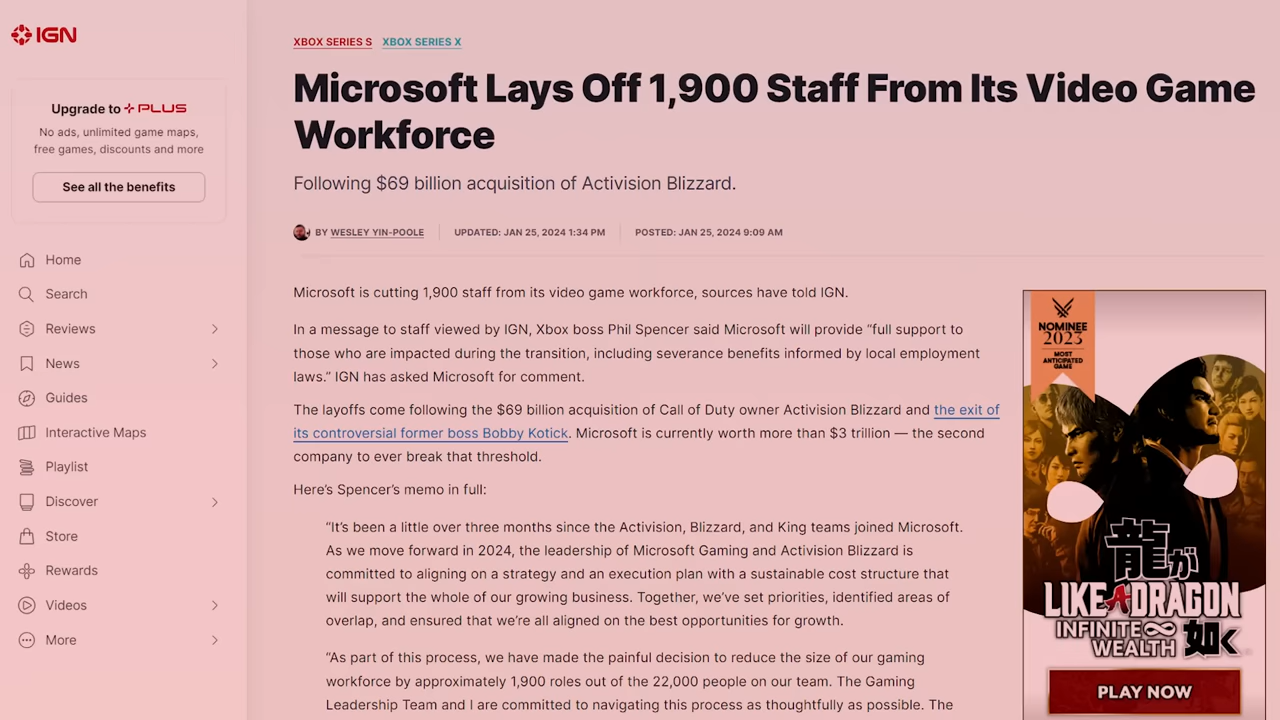 IGN
Upgrade to PLUS
No ads, unlimited game maps,
free games, discounts and more
See all the benefits
Home
Search
Reviews
News
Guides
Interactive Maps
Playlist
Discover
Store
Rewards
Videos
More
XBOX SERIES S XBOX SERIES X
Microsoft Lays Off 1,900 Staff From Its Video Game
Workforce
Following $69 billion acquisition of Activision Blizzard.
BY WESLEY YIN-POOLE UPDATED: JAN 25, 2024 1:34 PM POSTED: JAN 25, 2024 9:09 AM
Microsoft is cutting 1,900 staff from its video game workforce, sources have told IGN.
In a message to staff viewed by IGN, Xbox boss Phil Spencer said Microsoft will provide “full support to
those who are impacted during the transition, including severance benefits informed by local employment
laws.” IGN has asked Microsoft for comment.
The layoffs come following the $69 billion acquisition of Call of Duty owner Activision Blizzard and the exit of
its controversial former boss Bobby Kotick. Microsoft is currently worth more than $3 trillion — the second
company to ever break that threshold.
Here’s Spencer’s memo in full:
“It’s been a little over three months since the Activision, Blizzard, and King teams joined Microsoft.
As we move forward in 2024, the leadership of Microsoft Gaming and Activision Blizzard is
committed to aligning on a strategy and an execution plan with a sustainable cost structure that
will support the whole of our growing business. Together, we’ve set priorities, identified areas of
overlap, and ensured that we’re all aligned on the best opportunities for growth.
“As part of this process, we have made the painful decision to reduce the size of our gaming
workforce by approximately 1,900 roles out of the 22,000 people on our team. The Gaming
Leadership Team and I are committed to navigating this process as thoughtfully as possible. The
NOMINEE
2023
MOST
ANTICIPATED
GAME
龍が
LIKE A DRAGON
INFINITE
WEALTH
如く
PLAY NOW